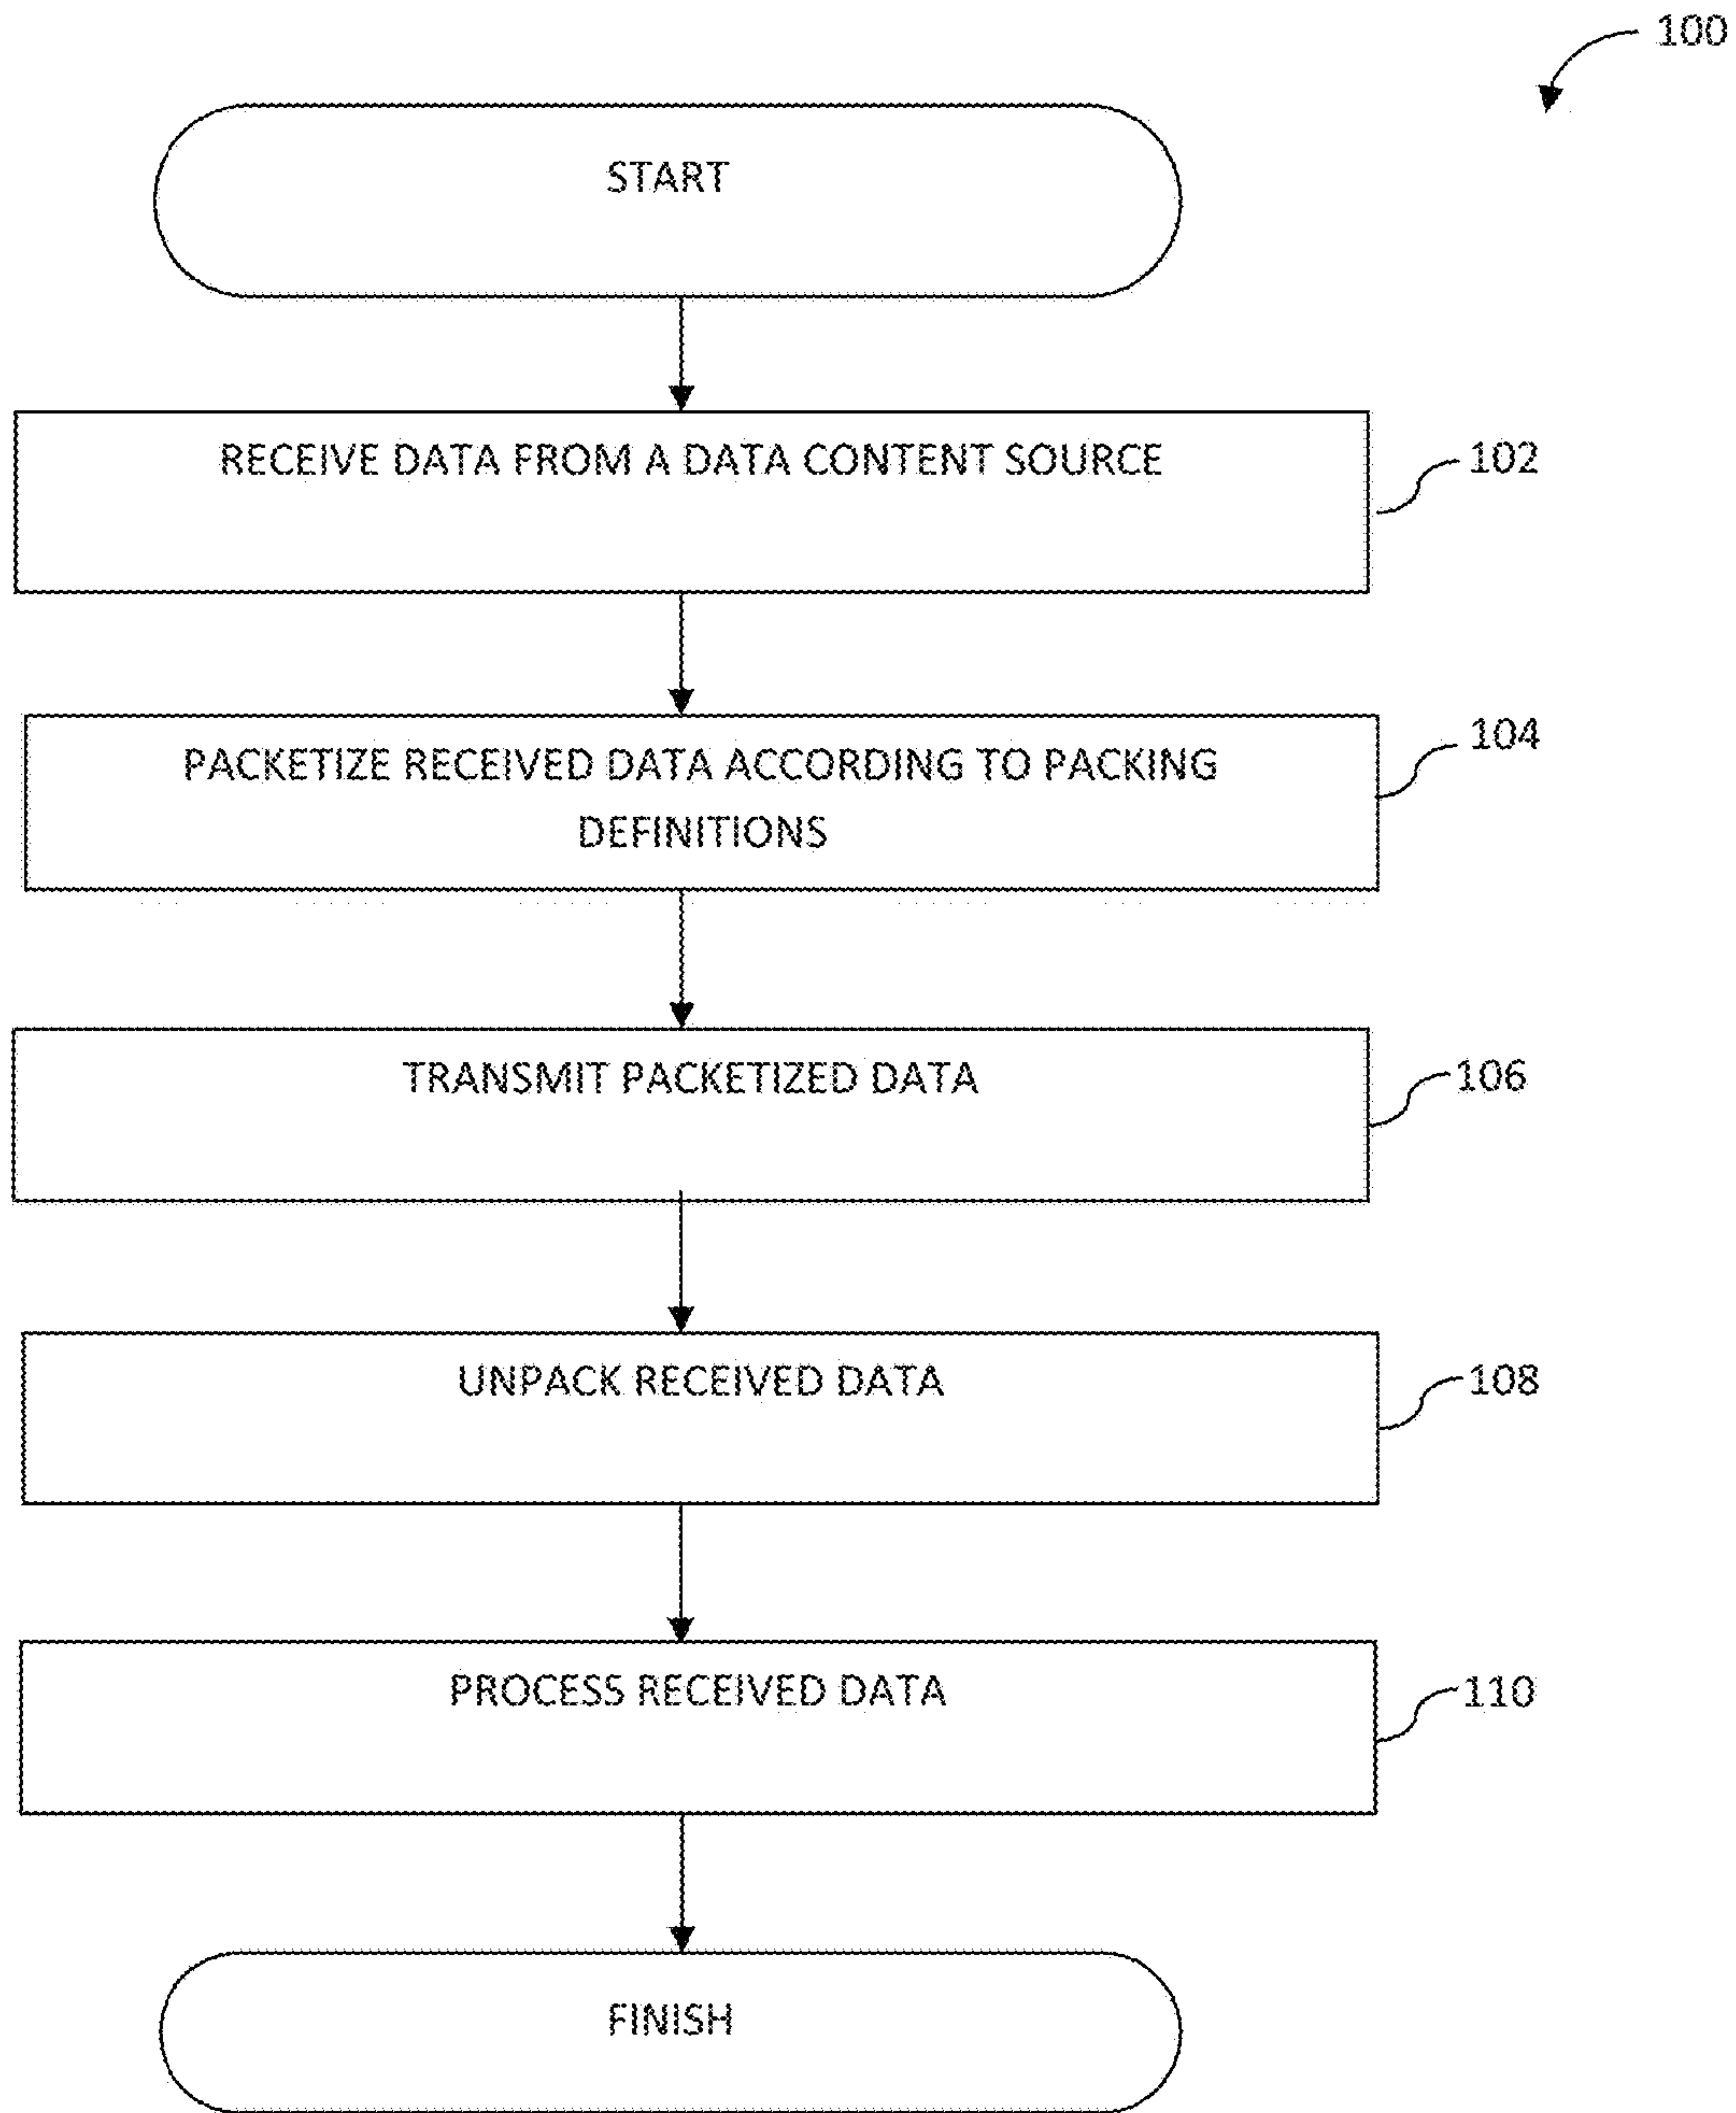 100
START
RECEIVE DATA FROM A DATA CONTENT SOURCE
102
PACKETIZE RECEIVED DATA ACCORDING TO PACKING
DEFINITIONS
104
TRANSMIT PACKETIZED DATA
106
UNPACK RECEIVED DATA
108
PROCESS RECEIVED DATA
110
FINISH